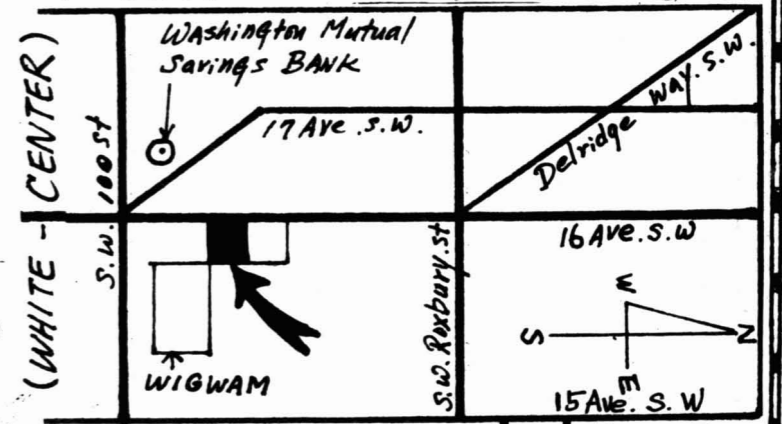 (WHITE - CENTER)
WAshington Mutual
Savings BANK
S.W. 100 st
17 Ave. S.W.
Delridge Way. S.W.
16 Ave. S.W
S.W. Roxbury. st
WIGWAM
W
S
N
E
15 Ave. S. W